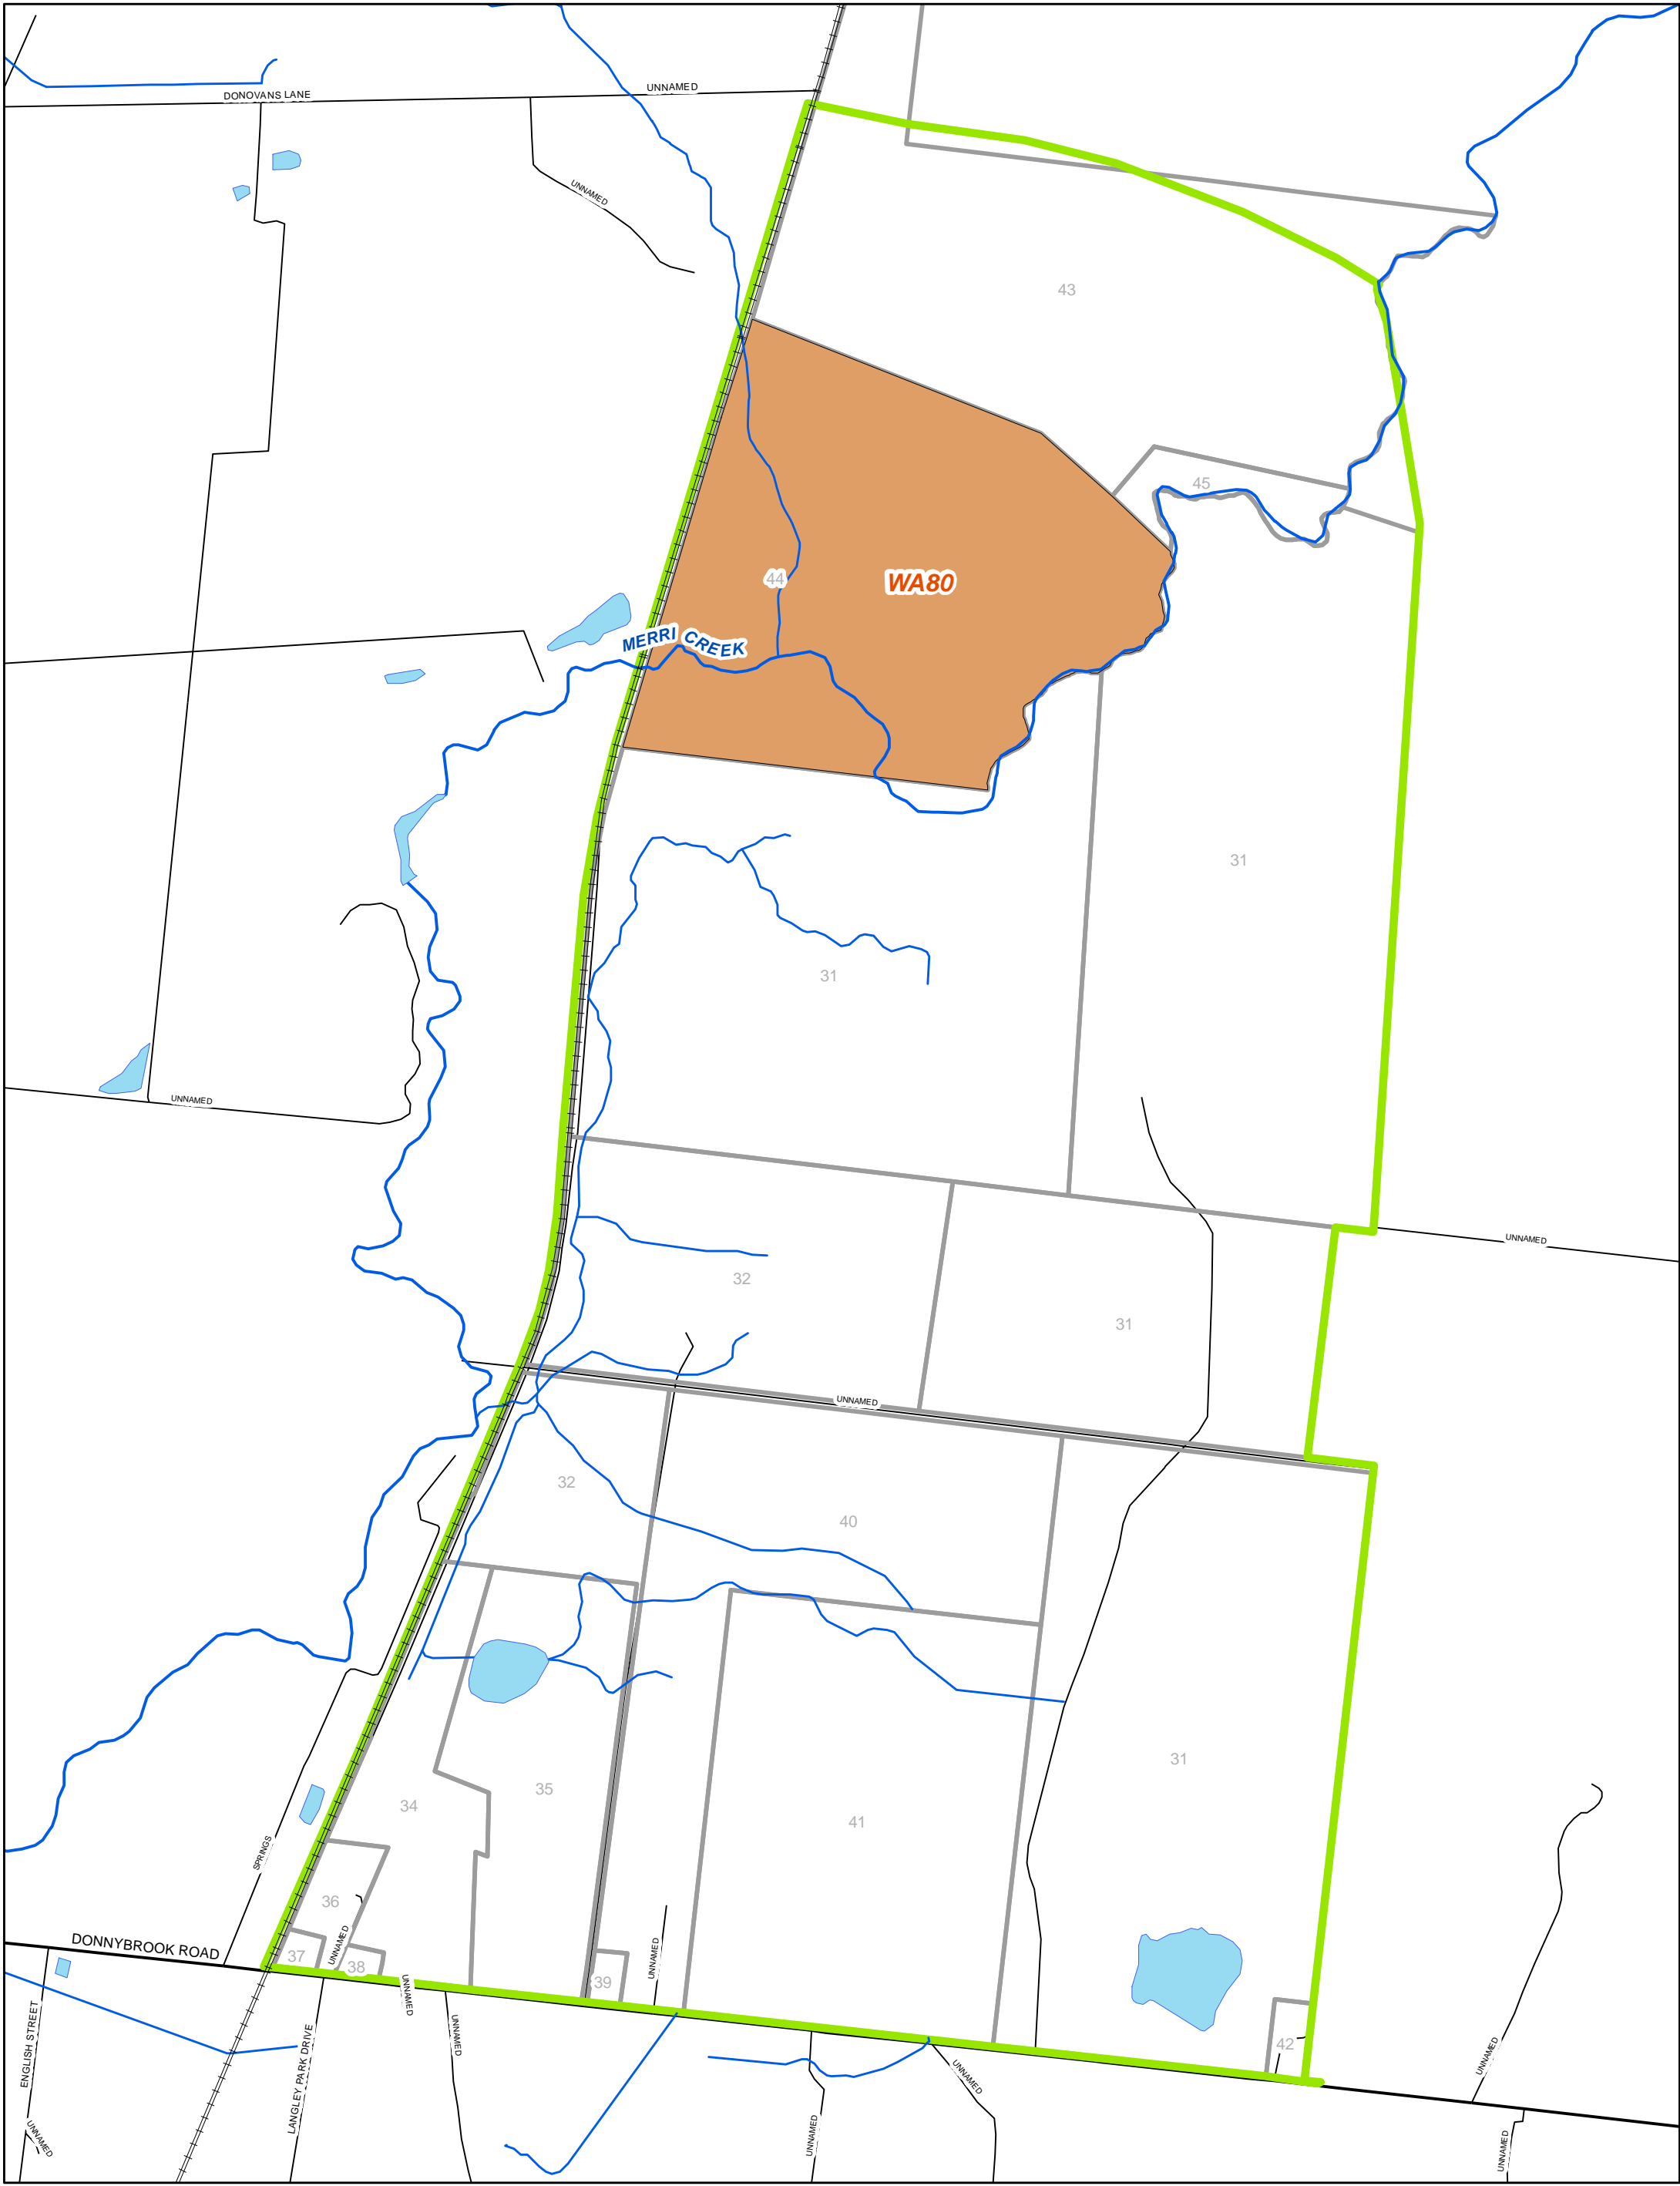 UNNAMED
DONOVANS LANE
UNNAMED
43
45
44
WA80
MERRI CREEK
31
31
UNNAMED
UNNAMED
32
31
UNNAMED
32
40
31
35
34
41
SPRINGS
36
UNNAMED
DONNYBROOK ROAD
37
38
39
UNNAMED
UNNAMED
42
ENGLISH STREET
LANGLEY PARK DRIVE
UNNAMED
UNNAMED
UNNAMED
UNNAMED
UNNAMED
UNNAMED